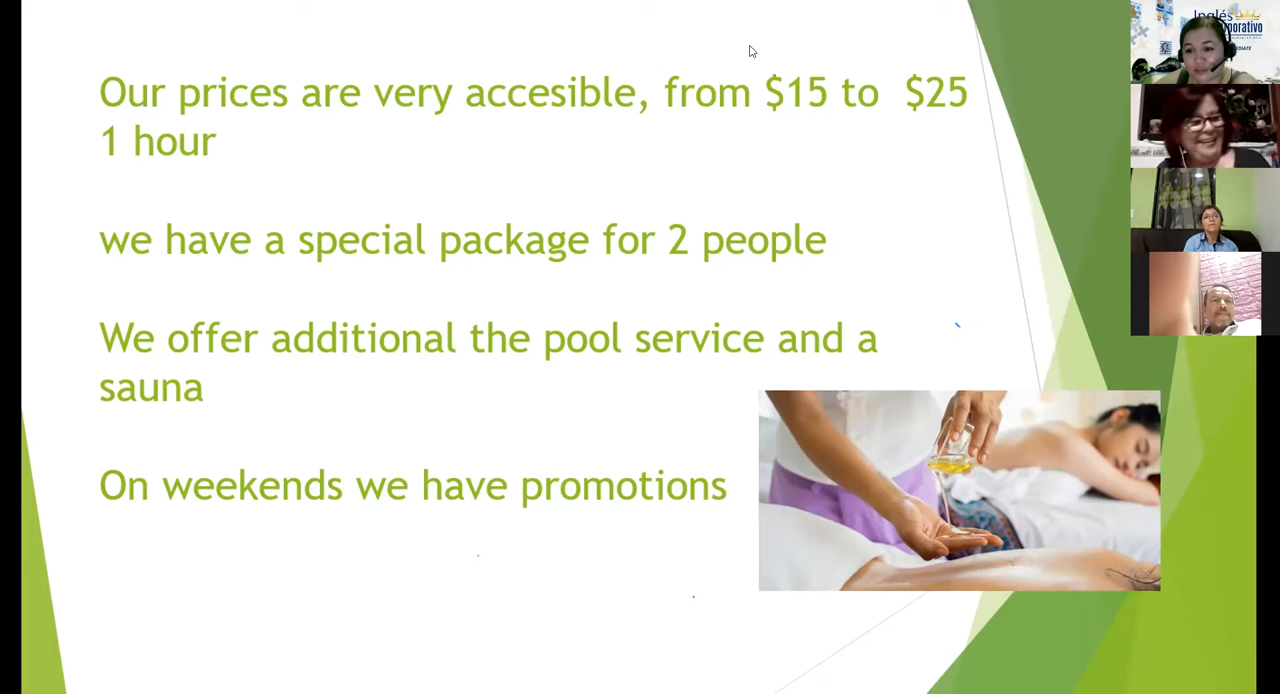 Our prices are very accesible, from $15 to $25
1 hour
we have a special package for 2 people
We offer additional the pool service and a
sauna
On weekends we have promotions
Inglés